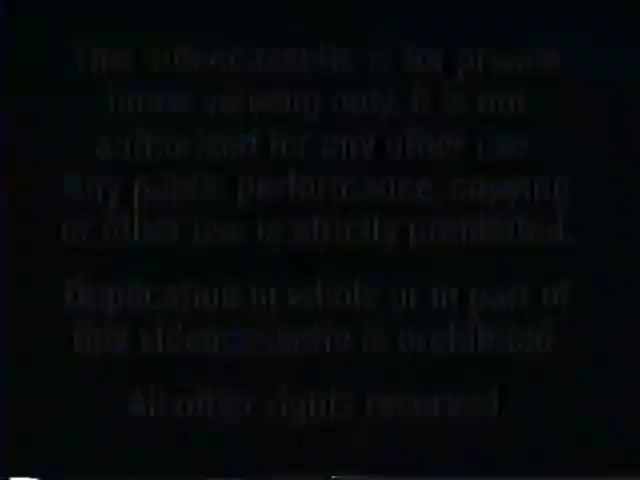 This videocassette is for private
home viewing only. It is not
authorized for any other use.
Any public performance, copying
or other use is strictly prohibited.
Duplication in whole or in part of
this videocassette is prohibited.
All other rights reserved.